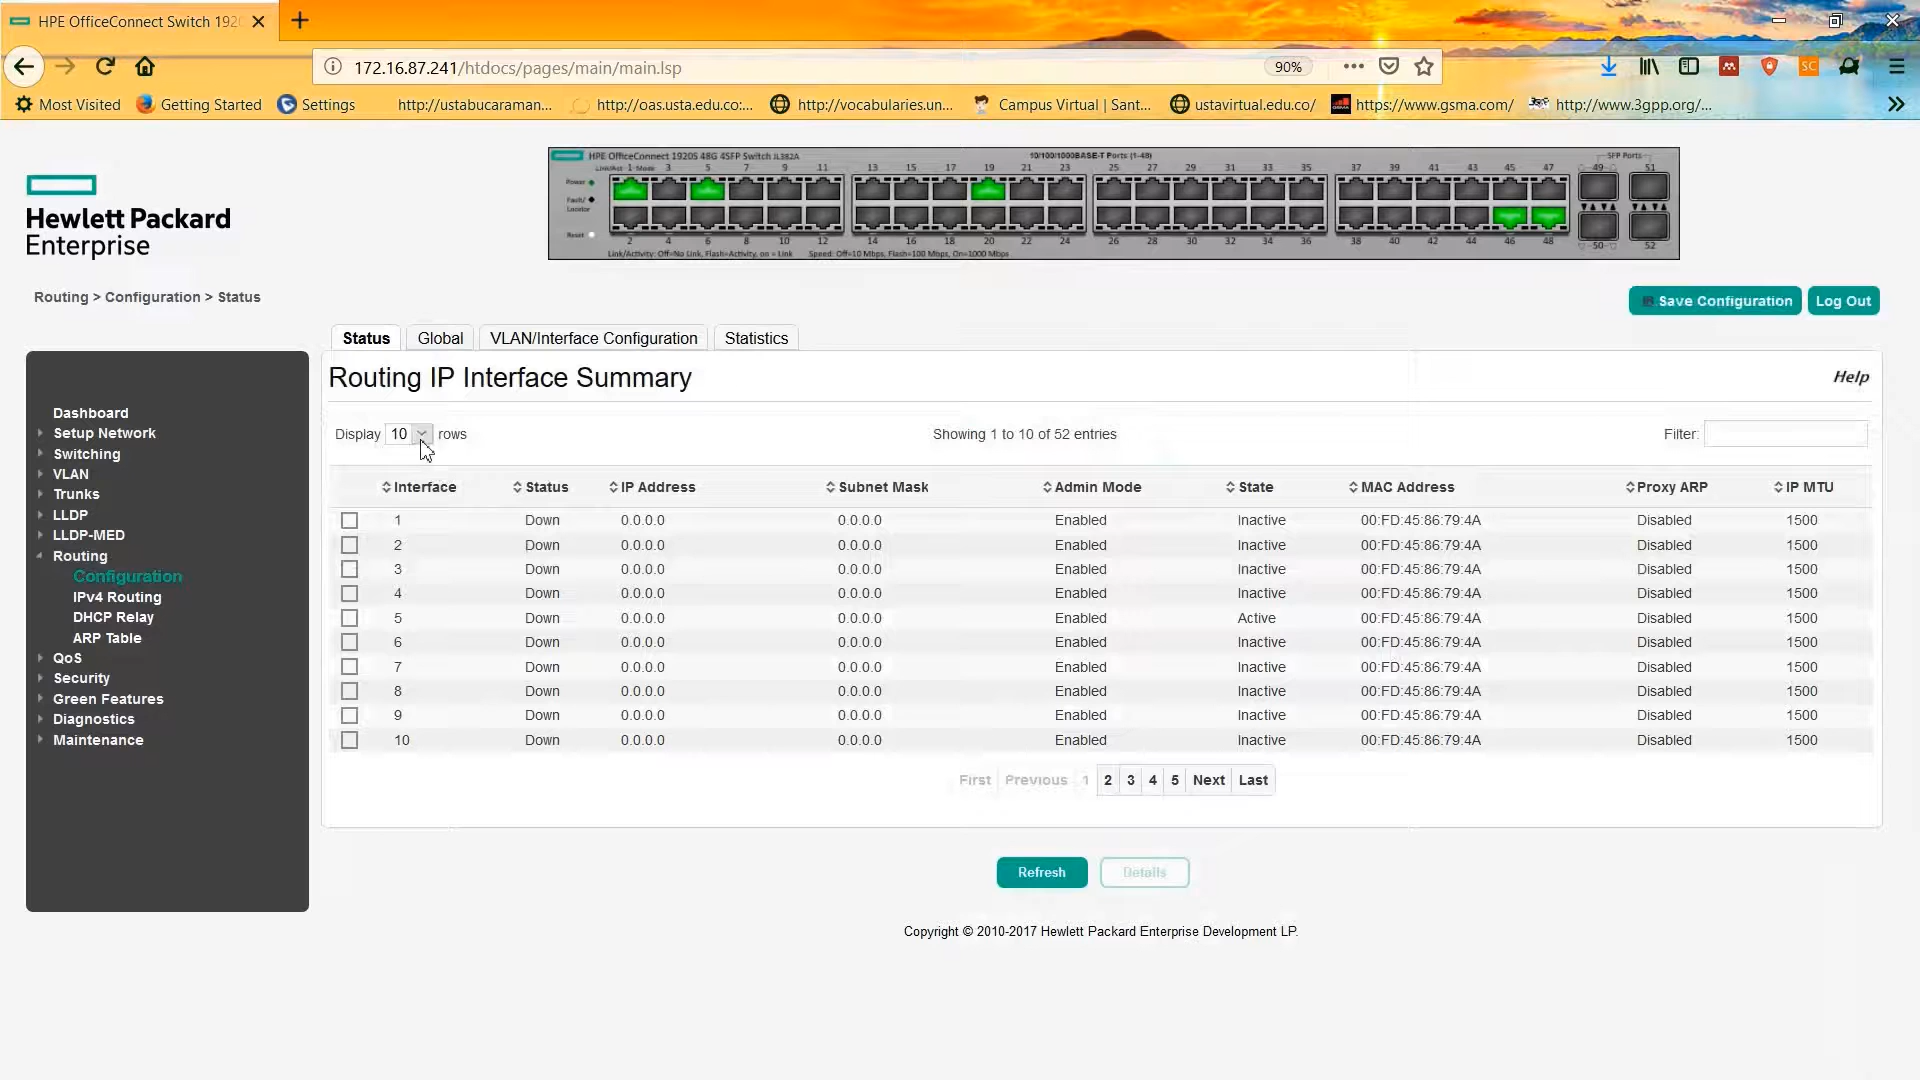 HPE OfficeConnect Switch 192
172.16.87.241/htdocs/pages/main/main.lsp
90%
SC
Most Visited
Getting Started
Settings
http://ustabucaraman...
http://oas.usta.edu.co:...
http://vocabularies.un...
Campus Virtual | Sant...
ustavirtual.edu.co/
https://www.gsma.com/
http://www.3gpp.org/...
HPE OfficeConnect 1920S 48G 4SFP Switch JL382A
10/100/1000BASE-T Ports (1-48)
SFP Ports
Link/Act 1 Mode 3 5 7 9 11 13 15 17 19 21 23 25 27 29 31 33 35 37 39 41 43 45 47 49 51
Power
Fault/
Locator
Reset
2 4 6 8 10 12 14 16 18 20 22 24 26 28 30 32 34 36 38 40 42 44 46 48 50 52
Link/Activity: Off=No Link, Flash=Activity, on = Link Speed: Off=10 Mbps, Flash=100 Mbps, On=1000 Mbps
Hewlett Packard
Enterprise
Routing > Configuration > Status
Save Configuration
Log Out
Status
Global
VLAN/Interface Configuration
Statistics
Dashboard
Setup Network
Switching
VLAN
Trunks
LLDP
LLDP-MED
Routing
Configuration
IPv4 Routing
DHCP Relay
ARP Table
QoS
Security
Green Features
Diagnostics
Maintenance
Routing IP Interface Summary
Help
Display 10 rows
Showing 1 to 10 of 52 entries
Filter:
Interface Status IP Address Subnet Mask Admin Mode State MAC Address Proxy ARP IP MTU
1 Down 0.0.0.0 0.0.0.0 Enabled Inactive 00:FD:45:86:79:4A Disabled 1500
2 Down 0.0.0.0 0.0.0.0 Enabled Inactive 00:FD:45:86:79:4A Disabled 1500
3 Down 0.0.0.0 0.0.0.0 Enabled Inactive 00:FD:45:86:79:4A Disabled 1500
4 Down 0.0.0.0 0.0.0.0 Enabled Inactive 00:FD:45:86:79:4A Disabled 1500
5 Down 0.0.0.0 0.0.0.0 Enabled Active 00:FD:45:86:79:4A Disabled 1500
6 Down 0.0.0.0 0.0.0.0 Enabled Inactive 00:FD:45:86:79:4A Disabled 1500
7 Down 0.0.0.0 0.0.0.0 Enabled Inactive 00:FD:45:86:79:4A Disabled 1500
8 Down 0.0.0.0 0.0.0.0 Enabled Inactive 00:FD:45:86:79:4A Disabled 1500
9 Down 0.0.0.0 0.0.0.0 Enabled Inactive 00:FD:45:86:79:4A Disabled 1500
10 Down 0.0.0.0 0.0.0.0 Enabled Inactive 00:FD:45:86:79:4A Disabled 1500
First Previous 1 2 3 4 5 Next Last
Refresh
Details
Copyright © 2010-2017 Hewlett Packard Enterprise Development LP.